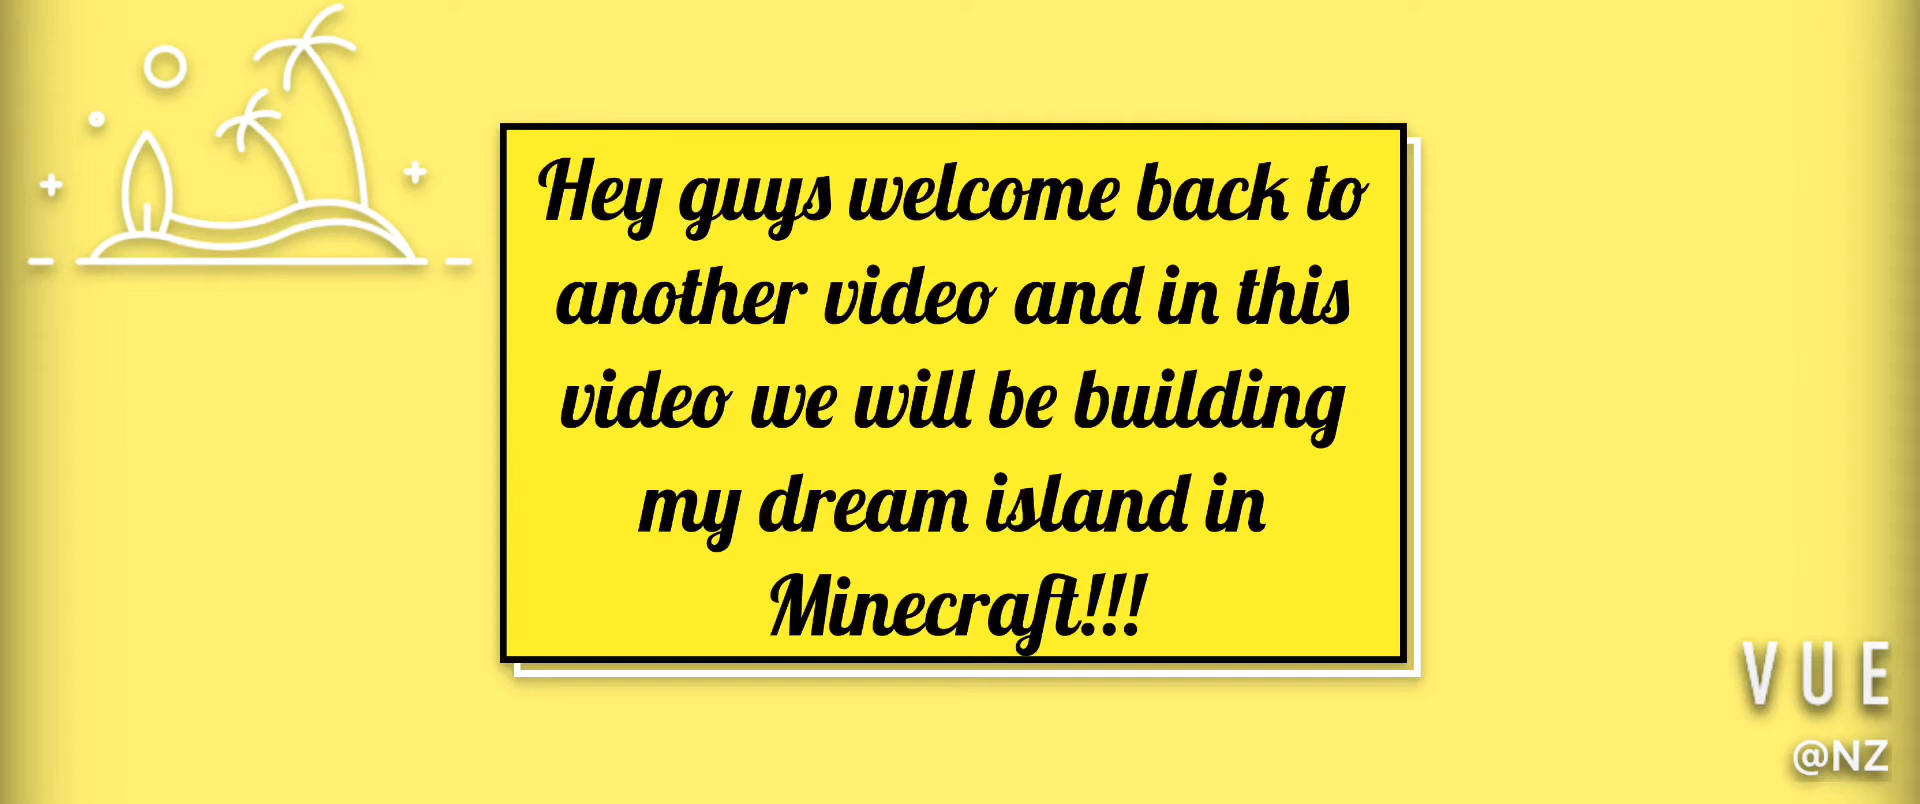 Hey guys welcome back to
another video and in this
video we will be building
my dream island in
Minecraft!!!
VUE
@NZ